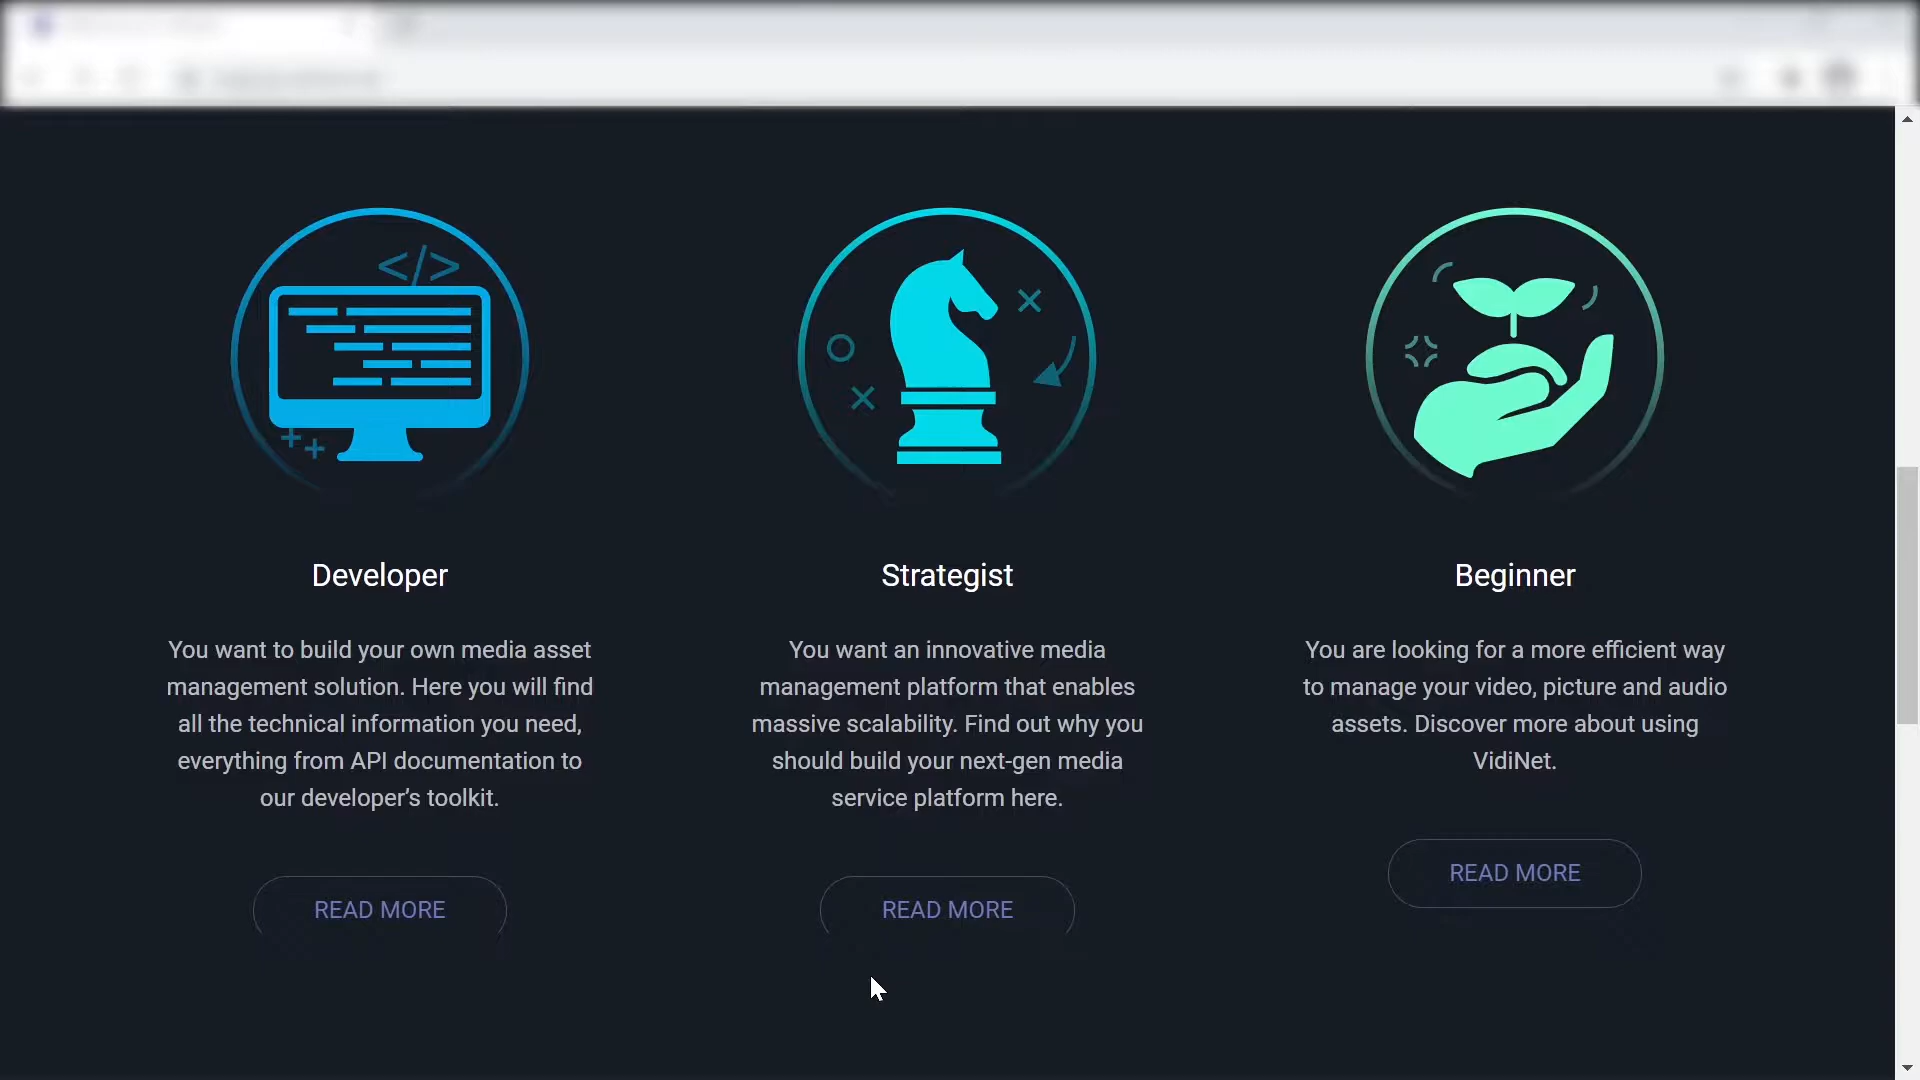 </>
Developer
You want to build your own media asset
management solution. Here you will find
all the technical information you need,
everything from API documentation to
our developer’s toolkit.
READ MORE
Strategist
You want an innovative media
management platform that enables
massive scalability. Find out why you
should build your next-gen media
service platform here.
READ MORE
Beginner
You are looking for a more efficient way
to manage your video, picture and audio
assets. Discover more about using
VidiNet.
READ MORE